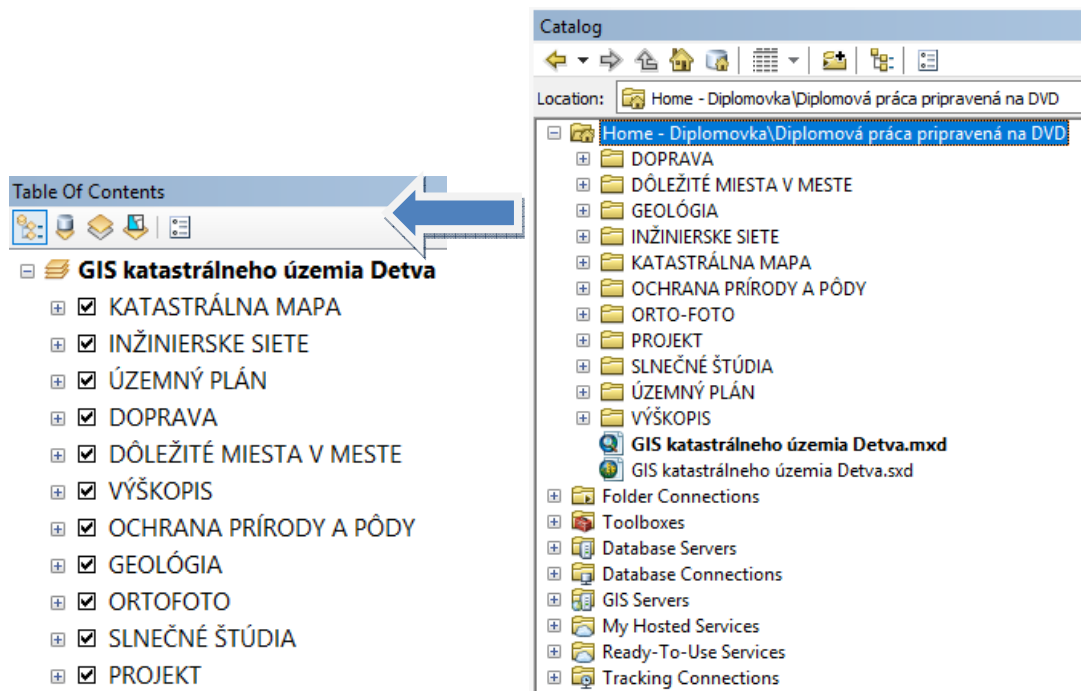 Table Of Contents
GIS katastrálneho územia Detva
KATASTRÁLNA MAPA
INŽINIERSKE SIETE
ÚZEMNÝ PLÁN
DOPRAVA
DÔLEŽITÉ MIESTA V MESTE
VÝŠKOPIS
OCHRANA PRÍRODY A PÔDY
GEOLÓGIA
ORTOFOTO
SLNEČNÉ ŠTÚDIA
PROJEKT
Catalog
Location: Home - Diplomovka\Diplomová práca pripravená na DVD
Home - Diplomovka\Diplomová práca pripravená na DVD
DOPRAVA
DÔLEŽITÉ MIESTA V MESTE
GEOLÓGIA
INŽINIERSKE SIETE
KATASTRÁLNA MAPA
OCHRANA PRÍRODY A PÔDY
ORTO-FOTO
PROJEKT
SLNEČNÉ ŠTÚDIA
ÚZEMNÝ PLÁN
VÝŠKOPIS
GIS katastrálneho územia Detva.mxd
GIS katastrálneho územia Detva.sxd
Folder Connections
Toolboxes
Database Servers
Database Connections
GIS Servers
My Hosted Services
Ready-To-Use Services
Tracking Connections